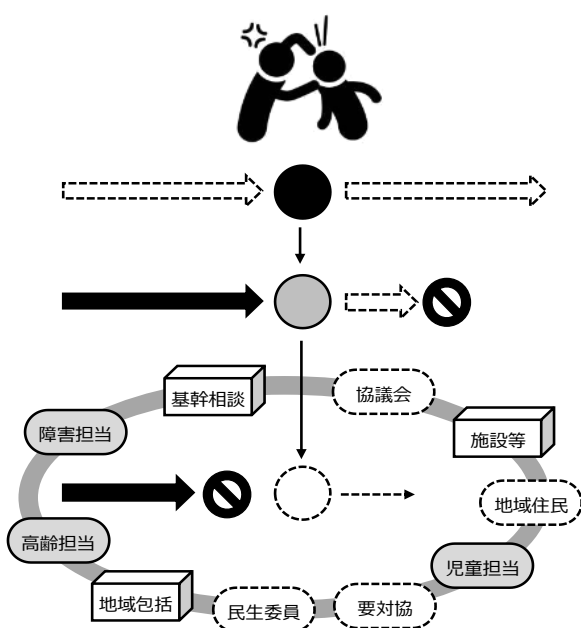 基幹相談
協議会
障害担当
施設等
地域住民
高齢担当
児童担当
地域包括
民生委員
要対協